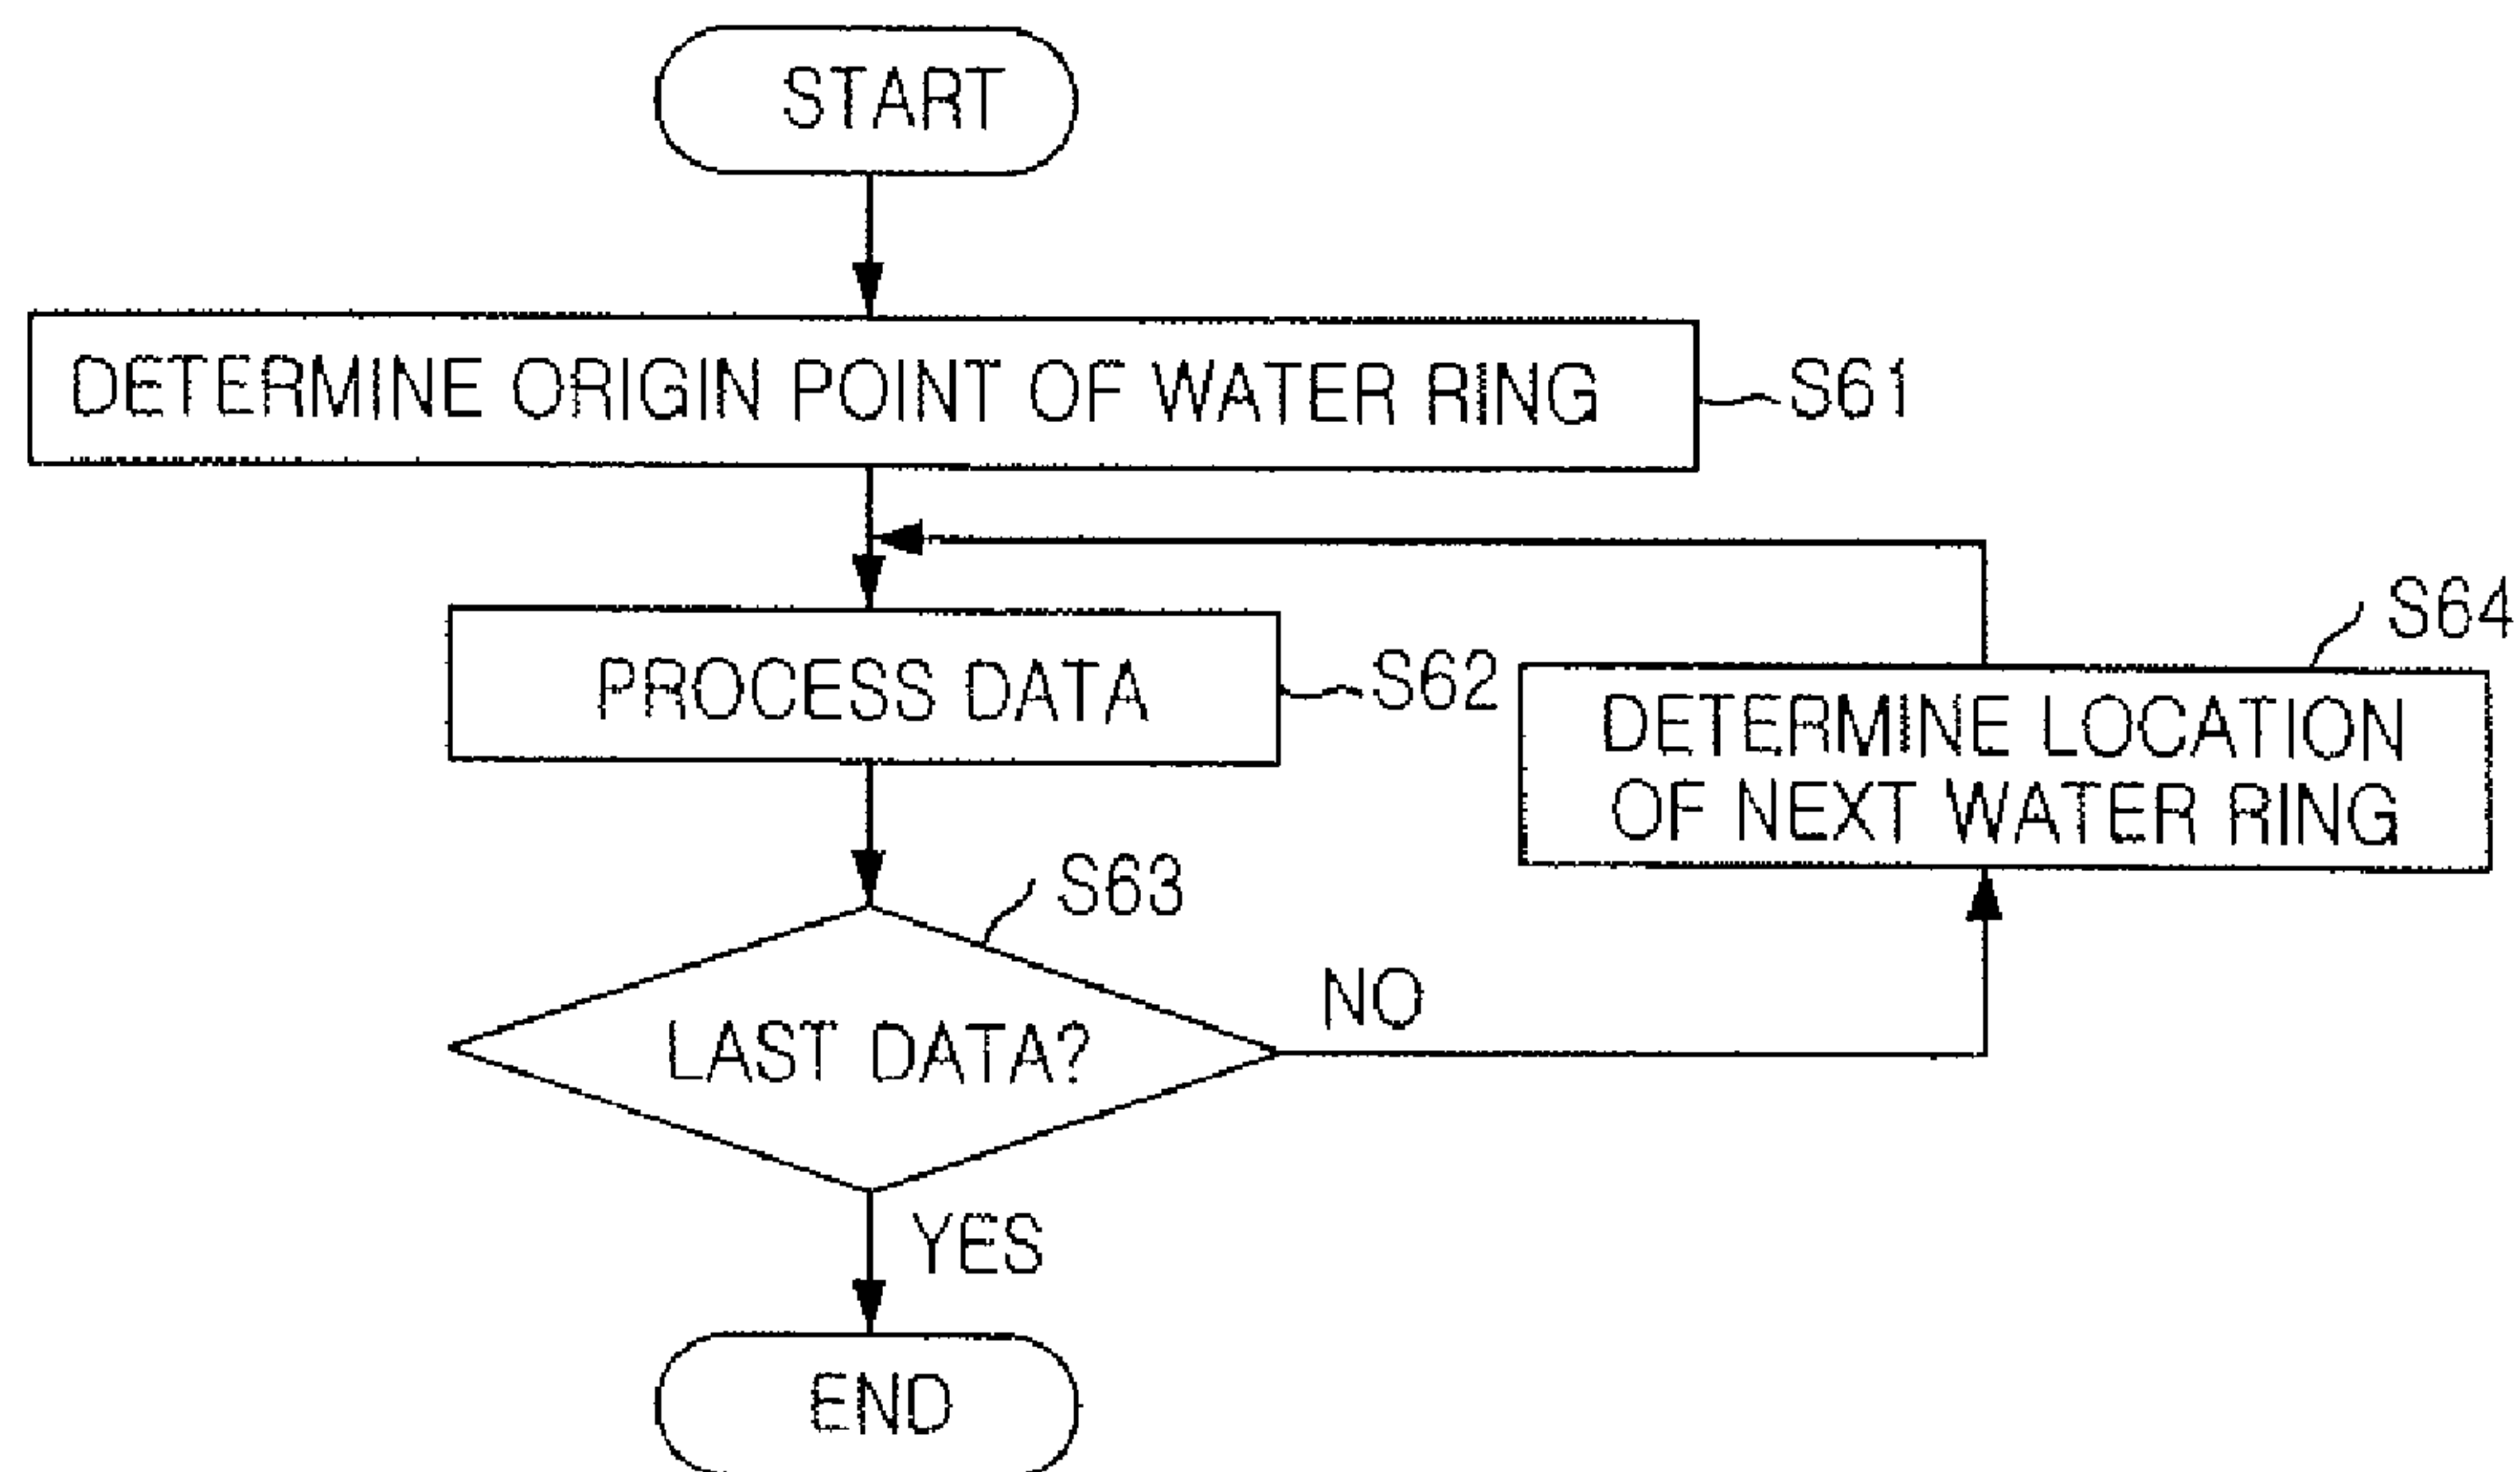 START
DETERMINE ORIGIN POINT OF WATER RING
S61
PROCESS DATA
S62
S64
DETERMINE LOCATION
OF NEXT WATER RING
S63
LAST DATA?
NO
YES
END